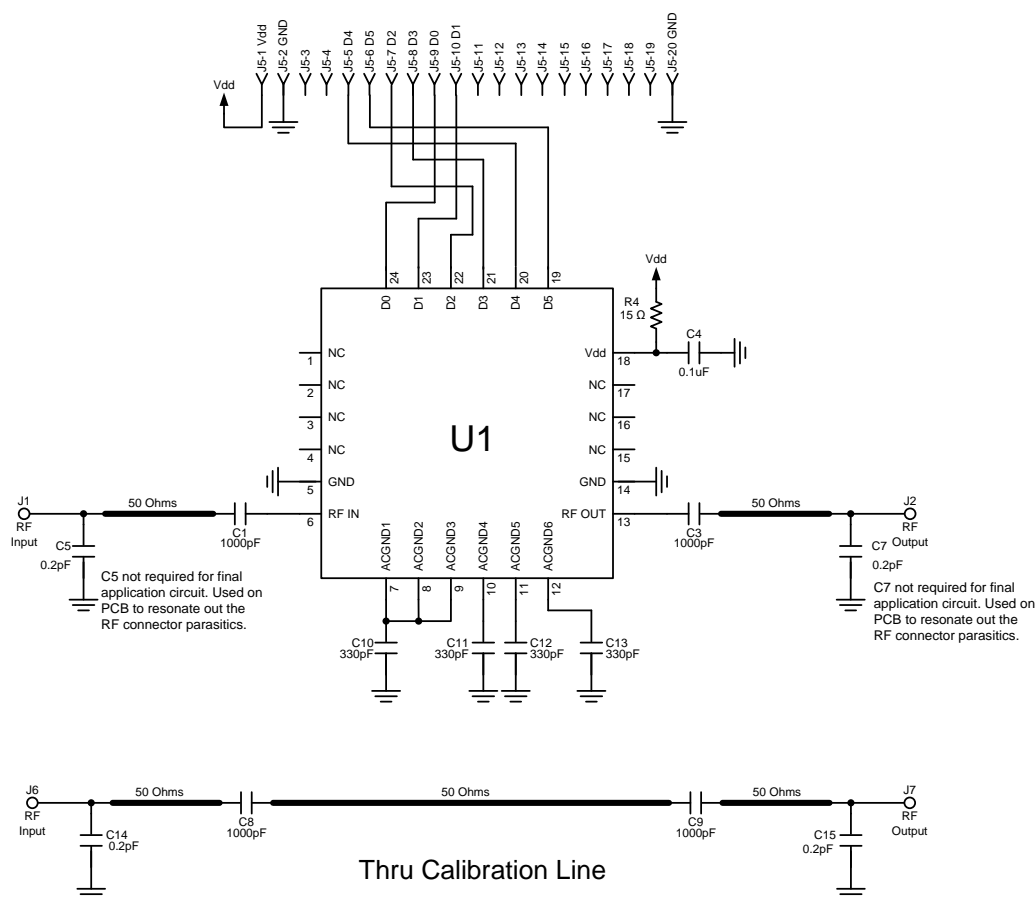 J5-1 Vdd
J5-2 GND
J5-3
J5-4
J5-5 D4
J5-6 D5
J5-7 D2
J5-8 D3
J5-9 D0
J5-10 D1
J5-11
J5-12
J5-13
J5-14
J5-15
J5-16
J5-17
J5-18
J5-19
J5-20 GND
Vdd
24
23
22
21
20
19
D0
D1
D2
D3
D4
D5
Vdd
R4
15 Ω
C4
0.1uF
NC
1
NC
2
NC
3
NC
4
GND
5
RF IN
6
U1
Vdd
18
NC
17
NC
16
NC
15
GND
14
RF OUT
13
ACGND1
ACGND2
ACGND3
ACGND4
ACGND5
ACGND6
7
8
9
10
11
12
J1
RF
Input
50 Ohms
C1
1000pF
C5
0.2pF
C5 not required for final
application circuit. Used on
PCB to resonate out the
RF connector parasitics.
C3
1000pF
50 Ohms
J2
RF
Output
C7
0.2pF
C7 not required for final
application circuit. Used on
PCB to resonate out the
RF connector parasitics.
C10
330pF
C11
330pF
C12
330pF
C13
330pF
J6
RF
Input
50 Ohms
C8
1000pF
50 Ohms
C9
1000pF
50 Ohms
J7
RF
Output
C14
0.2pF
C15
0.2pF
Thru Calibration Line